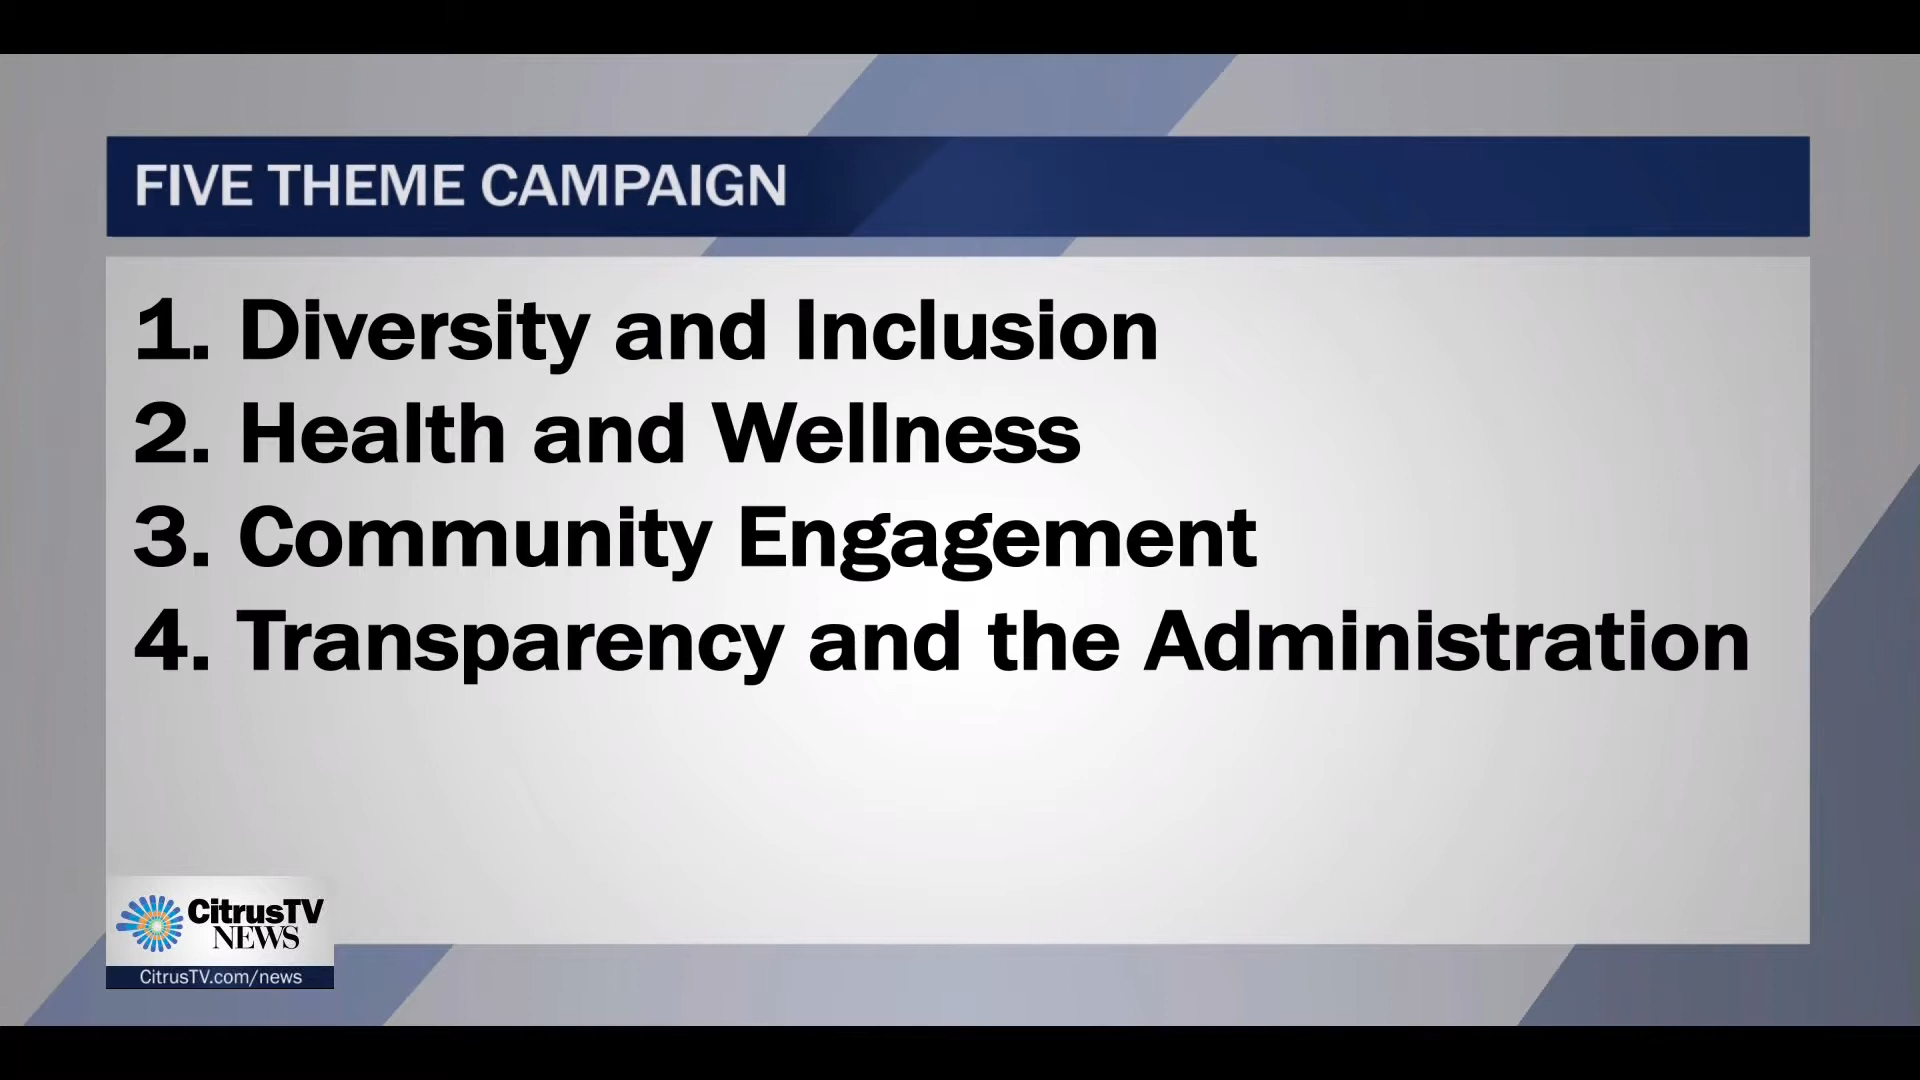 FIVE THEME CAMPAIGN
1. Diversity and Inclusion
2. Health and Wellness
3. Community Engagement
4. Transparency and the Administration
CitrusTV
NEWS
CitrusTV.com/news